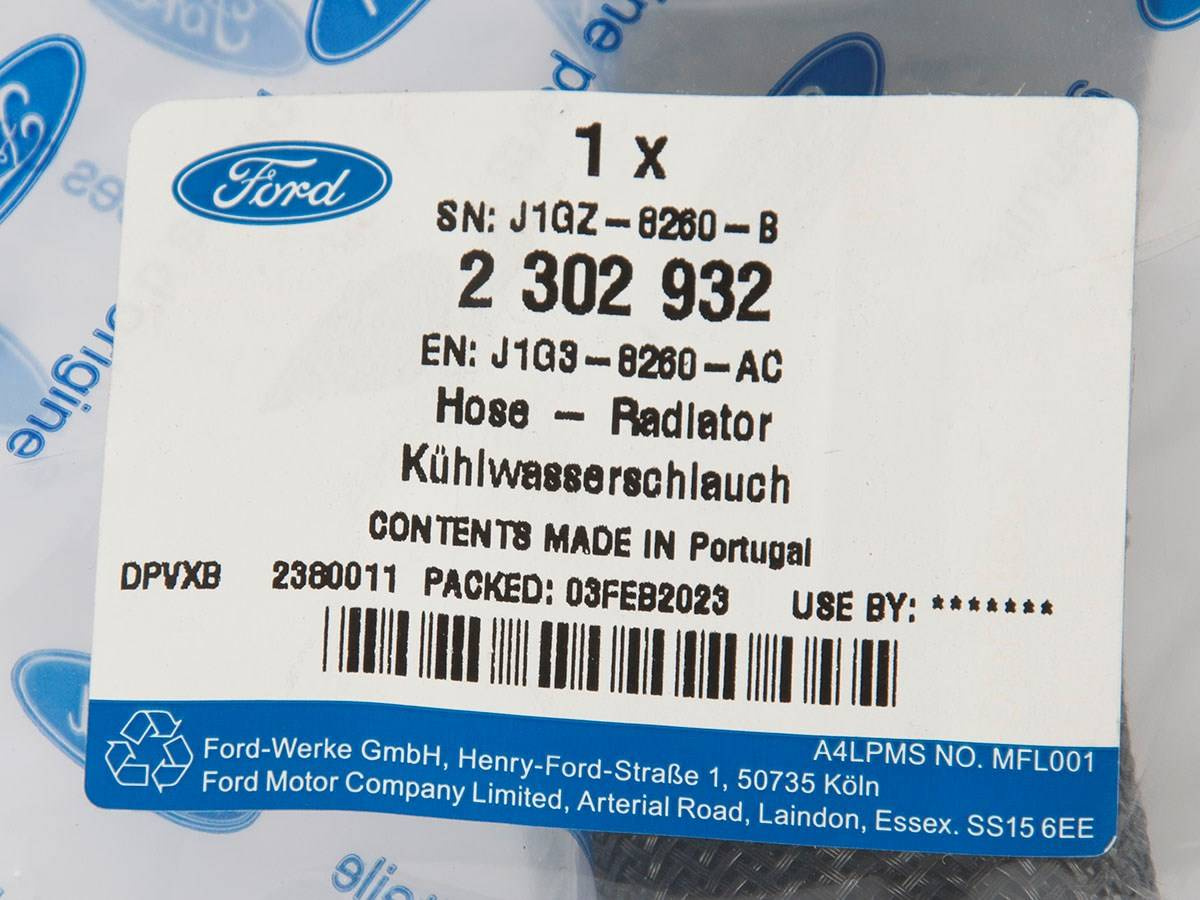 Ford
1 x
SN: J1GZ-8260-B
2 302 932
EN: J1G3-8260-AC
Hose - Radiator
Kühlwasserschlauch
CONTENTS MADE IN Portugal
DPVXB 2380011 PACKED: 03FEB2023 USE BY: *******
A4LPMS NO. MFL001
Ford-Werke GmbH, Henry-Ford-Straße 1, 50735 Köln
Ford Motor Company Limited, Arterial Road, Laindon, Essex. SS15 6EE
origine